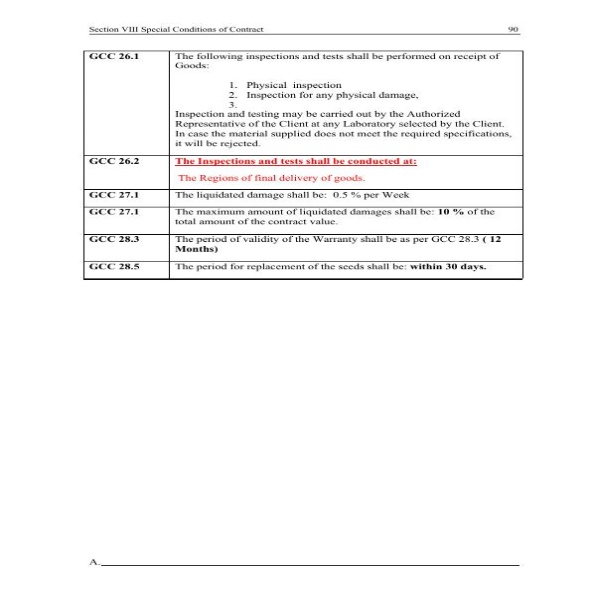 Section VIII Special Conditions of Contract 90
GCC 26.1 The following inspections and tests shall be performed on receipt of
Goods:
1. Physical inspection
2. Inspection for any physical damage,
3.
Inspection and testing may be carried out by the Authorized
Representative of the Client at any Laboratory selected by the Client.
In case the material supplied does not meet the required specifications,
it will be rejected.
GCC 26.2 The Inspections and tests shall be conducted at:
The Regions of final delivery of goods.
GCC 27.1 The liquidated damage shall be: 0.5 % per Week
GCC 27.1 The maximum amount of liquidated damages shall be: 10 % of the
total amount of the contract value.
GCC 28.3 The period of validity of the Warranty shall be as per GCC 28.3 ( 12
Months)
GCC 28.5 The period for replacement of the seeds shall be: within 30 days.
A.